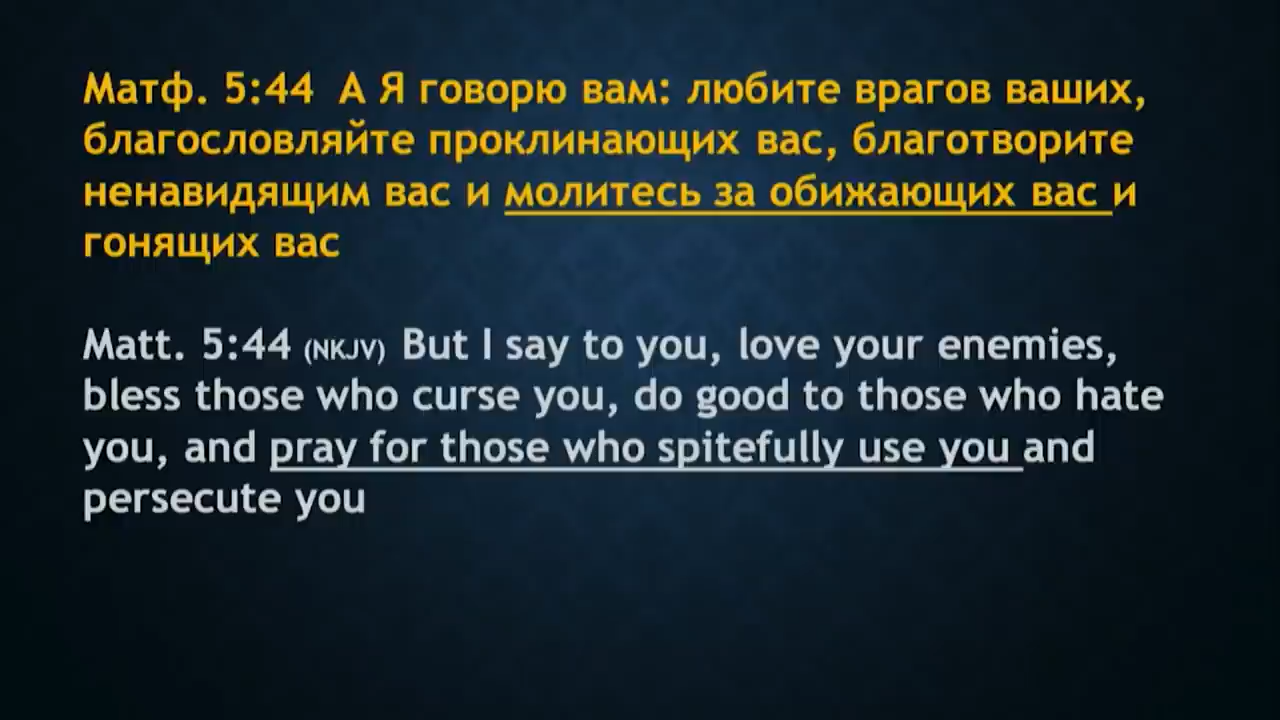 Матф. 5:44 А Я говорю вам: любите врагов ваших,
благословляйте проклинающих вас, благотворите
ненавидящим вас и молитесь за обижающих вас и
гонящих вас
Matt. 5:44 (NKJV) But I say to you, love your enemies,
bless those who curse you, do good to those who hate
you, and pray for those who spitefully use you and
persecute you